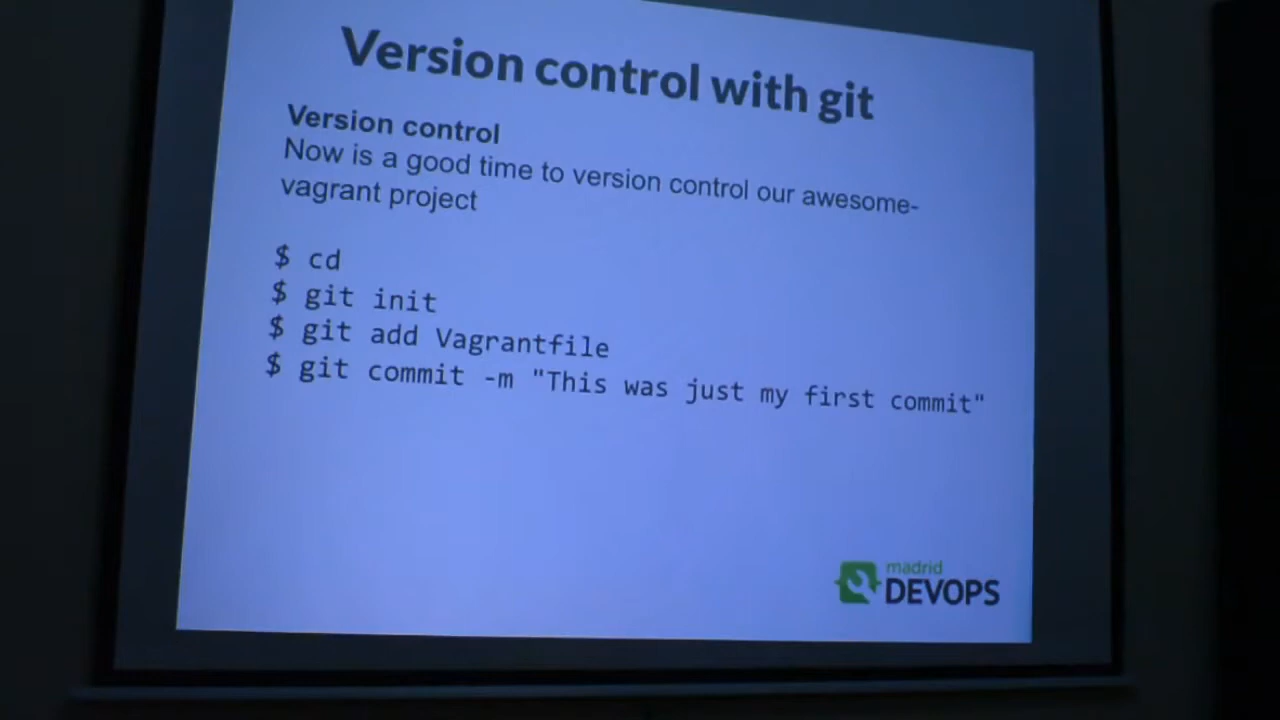 Version control with git
Version control
Now is a good time to version control our awesome-
vagrant project
$ cd
$ git init
$ git add Vagrantfile
$ git commit -m "This was just my first commit"
madrid
DEVOPS